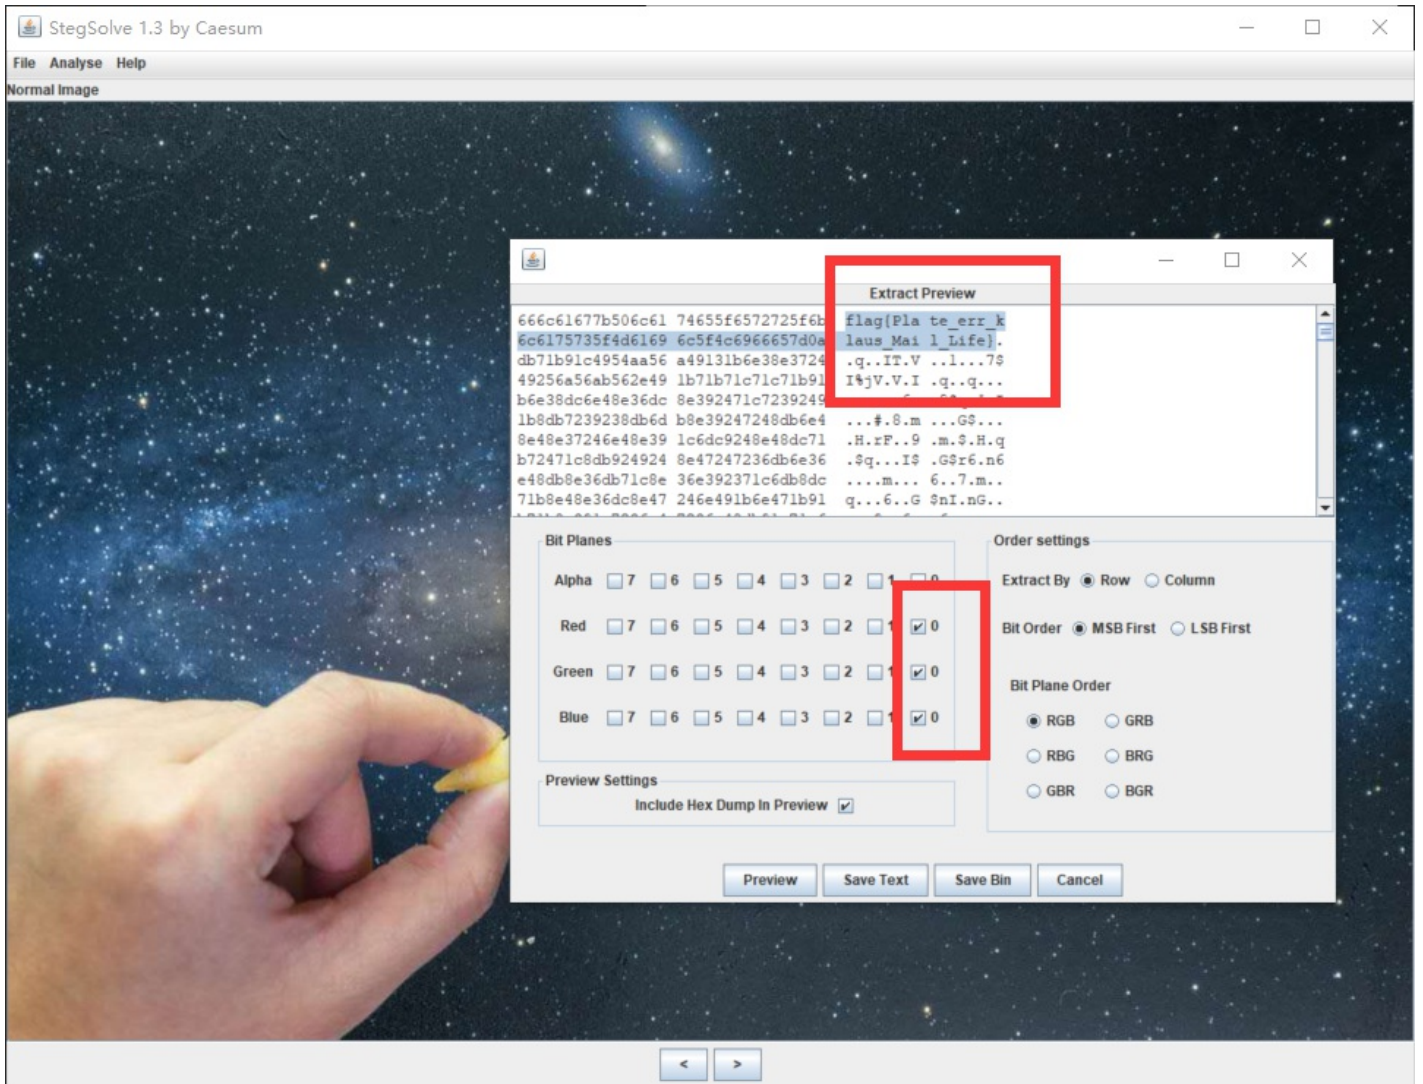 StegSolve 1.3 by Caesum
File Analyse Help
Normal Image
Extract Preview
666c61677b506c61 74655f6572725f6b flag{Pla te_err_k
6c6175735f4d6169 6c5f4c6966657d0a laus_Mai l_Life}.
db71b91c4954aa56 a49131b6e38e3724 .q..IT.V ..1...7$
49256a56ab562e49 1b71b71c71c71b91 I%jV.V.I .q..q...
b6e38dc6e48e36dc 8e392471c7239249
1b8db7239238db6d b8e39247248db6e4 ...#.8.m ...G$...
8e48e37246e48e39 1c6dc9248e48dc71 .H.rF..9 .m.$.H.q
b72471c8db924924 8e47247236db6e36 .$q...I$ .G$r6.n6
e48db8e36db71c8e 36e392371c6db8dc ....m... 6..7.m..
71b8e48e36dc8e47 246e491b6e471b91 q...6..G $nI.nG..
Bit Planes
Alpha 7 6 5 4 3 2 1 0
Red 7 6 5 4 3 2 1 0
Green 7 6 5 4 3 2 1 0
Blue 7 6 5 4 3 2 1 0
Preview Settings
Include Hex Dump In Preview
Order settings
Extract By Row Column
Bit Order MSB First LSB First
Bit Plane Order
RGB GRB
RBG BRG
GBR BGR
Preview Save Text Save Bin Cancel
< >